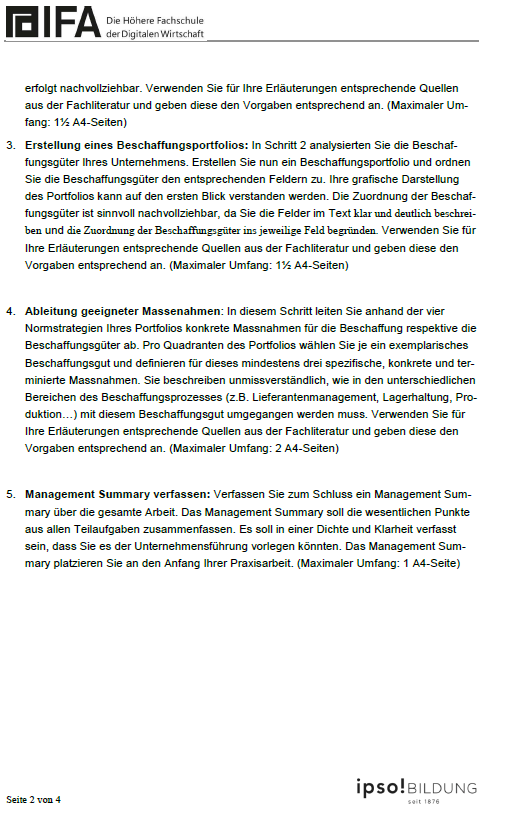 IFA Die Höhere Fachschule
der Digitalen Wirtschaft
erfolgt nachvollziehbar. Verwenden Sie für Ihre Erläuterungen entsprechende Quellen
aus der Fachliteratur und geben diese den Vorgaben entsprechend an. (Maximaler Um-
fang: 1½ A4-Seiten)
3. Erstellung eines Beschaffungsportfolios: In Schritt 2 analysierten Sie die Beschaf-
fungsgüter Ihres Unternehmens. Erstellen Sie nun ein Beschaffungsportfolio und ordnen
Sie die Beschaffungsgüter den entsprechenden Feldern zu. Ihre grafische Darstellung
des Portfolios kann auf den ersten Blick verstanden werden. Die Zuordnung der Beschaf-
fungsgüter ist sinnvoll nachvollziehbar, da Sie die Felder im Text klar und deutlich beschrei-
ben und die Zuordnung der Beschaffungsgüter ins jeweilige Feld begründen. Verwenden Sie für
Ihre Erläuterungen entsprechende Quellen aus der Fachliteratur und geben diese den
Vorgaben entsprechend an. (Maximaler Umfang: 1½ A4-Seiten)
4. Ableitung geeigneter Massenahmen: In diesem Schritt leiten Sie anhand der vier
Normstrategien Ihres Portfolios konkrete Massnahmen für die Beschaffung respektive die
Beschaffungsgüter ab. Pro Quadranten des Portfolios wählen Sie je ein exemplarisches
Beschaffungsgut und definieren für dieses mindestens drei spezifische, konkrete und ter-
minierte Massnahmen. Sie beschreiben unmissverständlich, wie in den unterschiedlichen
Bereichen des Beschaffungsprozesses (z.B. Lieferantenmanagement, Lagerhaltung, Pro-
duktion…) mit diesem Beschaffungsgut umgegangen werden muss. Verwenden Sie für
Ihre Erläuterungen entsprechende Quellen aus der Fachliteratur und geben diese den
Vorgaben entsprechend an. (Maximaler Umfang: 2 A4-Seiten)
5. Management Summary verfassen: Verfassen Sie zum Schluss ein Management Sum-
mary über die gesamte Arbeit. Das Management Summary soll die wesentlichen Punkte
aus allen Teilaufgaben zusammenfassen. Es soll in einer Dichte und Klarheit verfasst
sein, dass Sie es der Unternehmensführung vorlegen könnten. Das Management Sum-
mary platzieren Sie an den Anfang Ihrer Praxisarbeit. (Maximaler Umfang: 1 A4-Seite)
ipso!BILDUNG
seit 1876
Seite 2 von 4